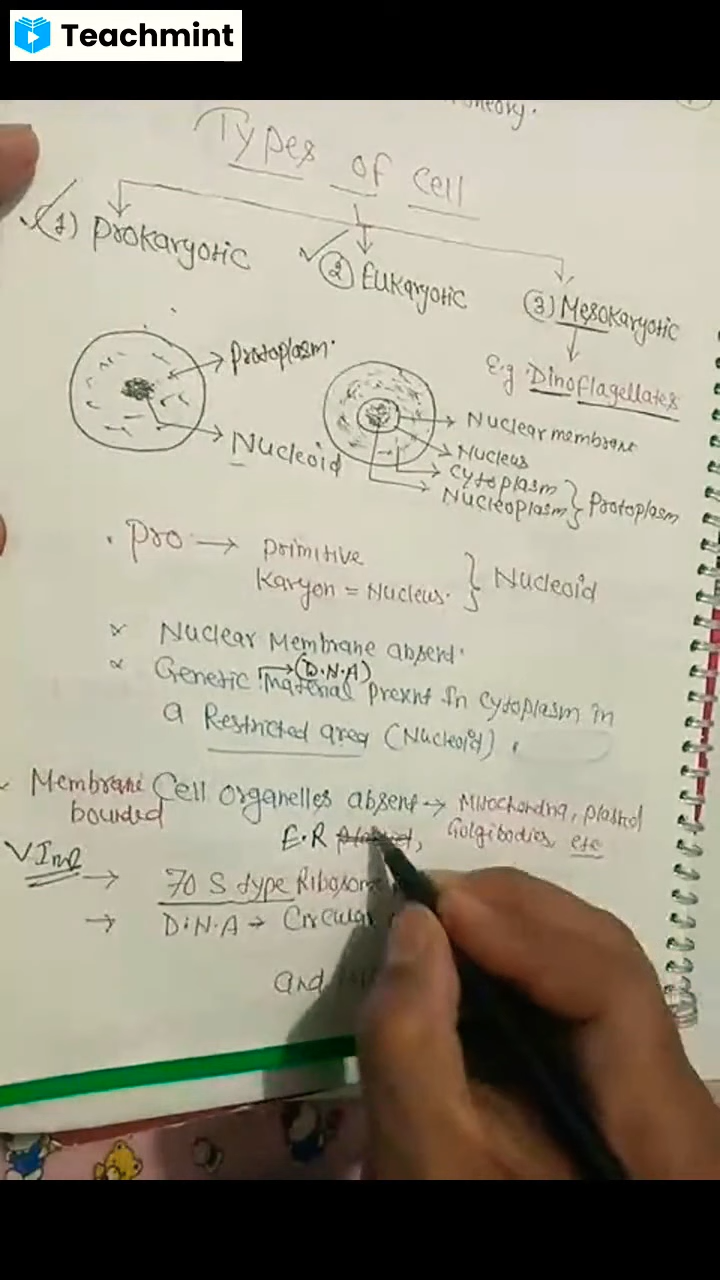 Teachmint
Types of Cell
(1) Prokaryotic
(2) Eukaryotic
(3) Mesokaryotic
E.g. Dinoflagellates
Protoplasm.
Nucleoid
Nuclear membrane
Nucleus
Cytoplasm
Nucleoplasm
Protoplasm
Pro → Primitive
Karyon = Nucleus.
Nucleoid
× Nuclear Membrane absent.
→ (D.N.A)
× Genetic material present In Cytoplasm in
a Restricted area (Nucleoid).
Membrane Cell organelles absent → Mitochondria, plastid
bounded E.R , Golgibodies etc
V Imp
→ 70 S type Ribosome
→ D.N.A → Circular
and